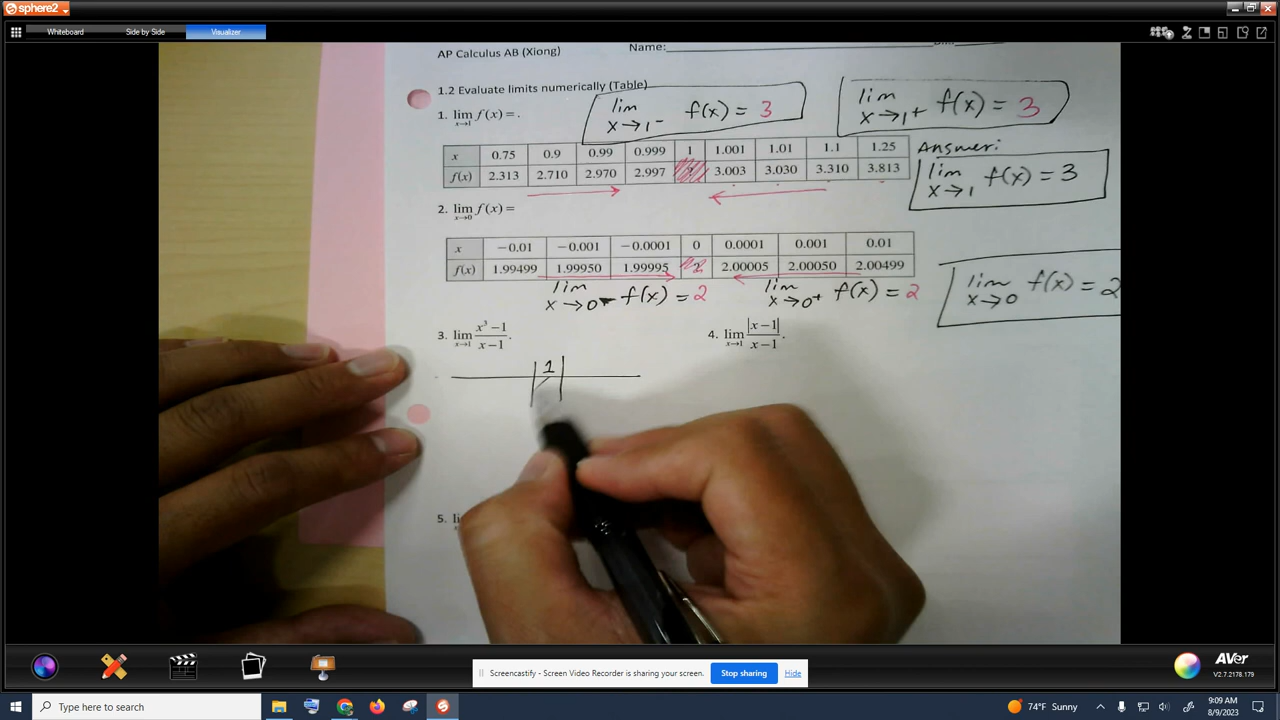 sphere2
Whiteboard Side by Side Visualizer
AP Calculus AB (Xiong) Name:
1.2 Evaluate limits numerically (Table)
1. lim x→1 f(x) = .
lim x→1⁻ f(x) = 3
lim x→1⁺ f(x) = 3
x 0.75 0.9 0.99 0.999 1 1.001 1.01 1.1 1.25
f(x) 2.313 2.710 2.970 2.997 ? 3.003 3.030 3.310 3.813
Answer:
lim x→1 f(x) = 3
2. lim x→0 f(x) =
x −0.01 −0.001 −0.0001 0 0.0001 0.001 0.01
f(x) 1.99499 1.99950 1.99995 ? 2.00005 2.00050 2.00499
lim x→0⁻ f(x) = 2 lim x→0⁺ f(x) = 2
lim x→0 f(x) = 2
3. lim x→1 x³−1 / x−1 . 4. lim x→1 |x−1| / x−1 .
1
5.
Screencastify - Screen Video Recorder is sharing your screen. Stop sharing Hide
AVer
V2.7.2178.179
Type here to search
74°F Sunny
9:09 AM
8/9/2023